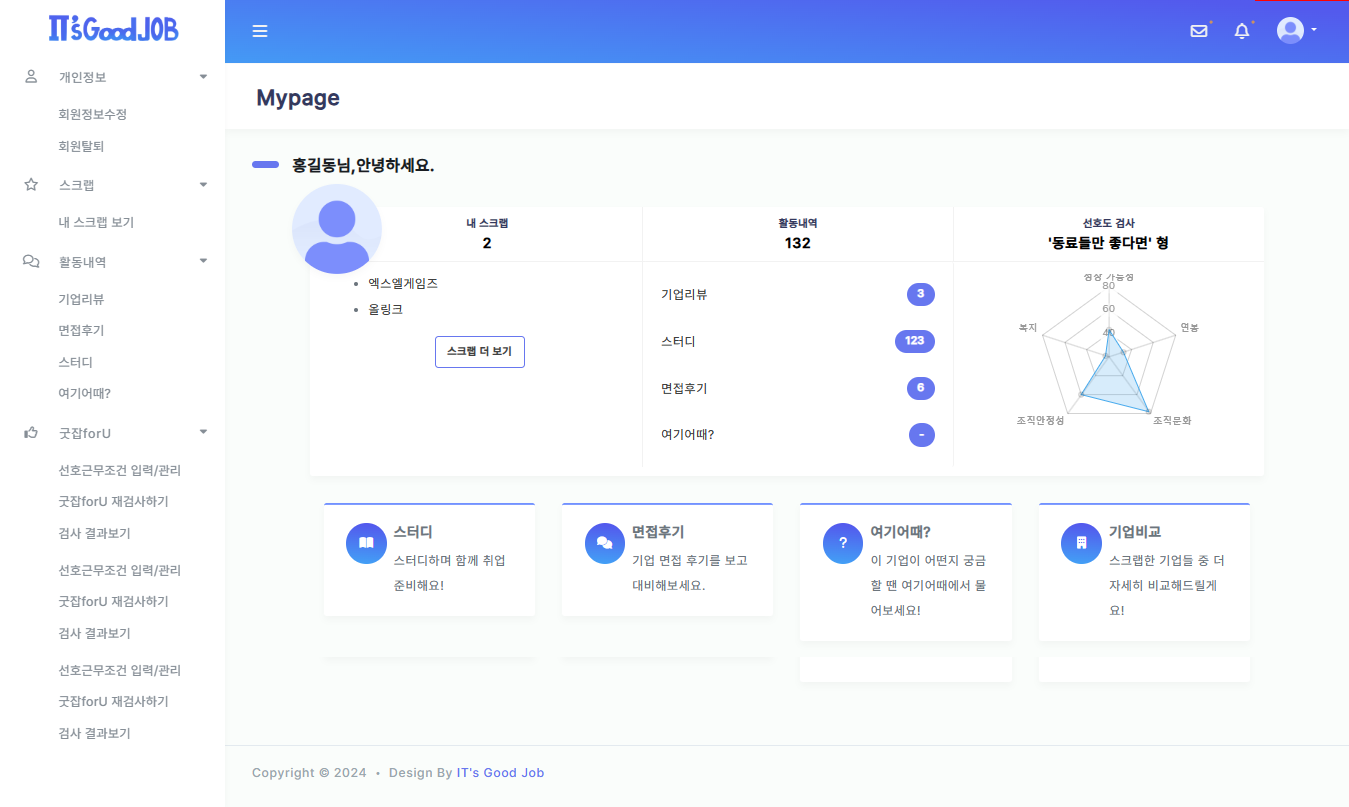 IT's Good JOB
개인정보
회원정보수정
회원탈퇴
스크랩
내 스크랩 보기
활동내역
기업리뷰
면접후기
스터디
여기어때?
굿잡forU
선호근무조건 입력/관리
굿잡forU 재검사하기
검사 결과보기
선호근무조건 입력/관리
굿잡forU 재검사하기
검사 결과보기
선호근무조건 입력/관리
굿잡forU 재검사하기
검사 결과보기
Mypage
홍길동님,안녕하세요.
내 스크랩
2
엑스엘게임즈
올링크
스크랩 더 보기
활동내역
132
기업리뷰 3
스터디 123
면접후기 6
여기어때? -
선호도 검사
'동료들만 좋다면' 형
성장 가능성
80
60
40
복지
연봉
조직안정성
조직문화
스터디
스터디하며 함께 취업
준비해요!
면접후기
기업 면접 후기를 보고
대비해보세요.
?
여기어때?
이 기업이 어떤지 궁금
할 땐 여기어때에서 물
어보세요!
기업비교
스크랩한 기업들 중 더
자세히 비교해드릴게
요!
Copyright © 2024 • Design By IT's Good Job